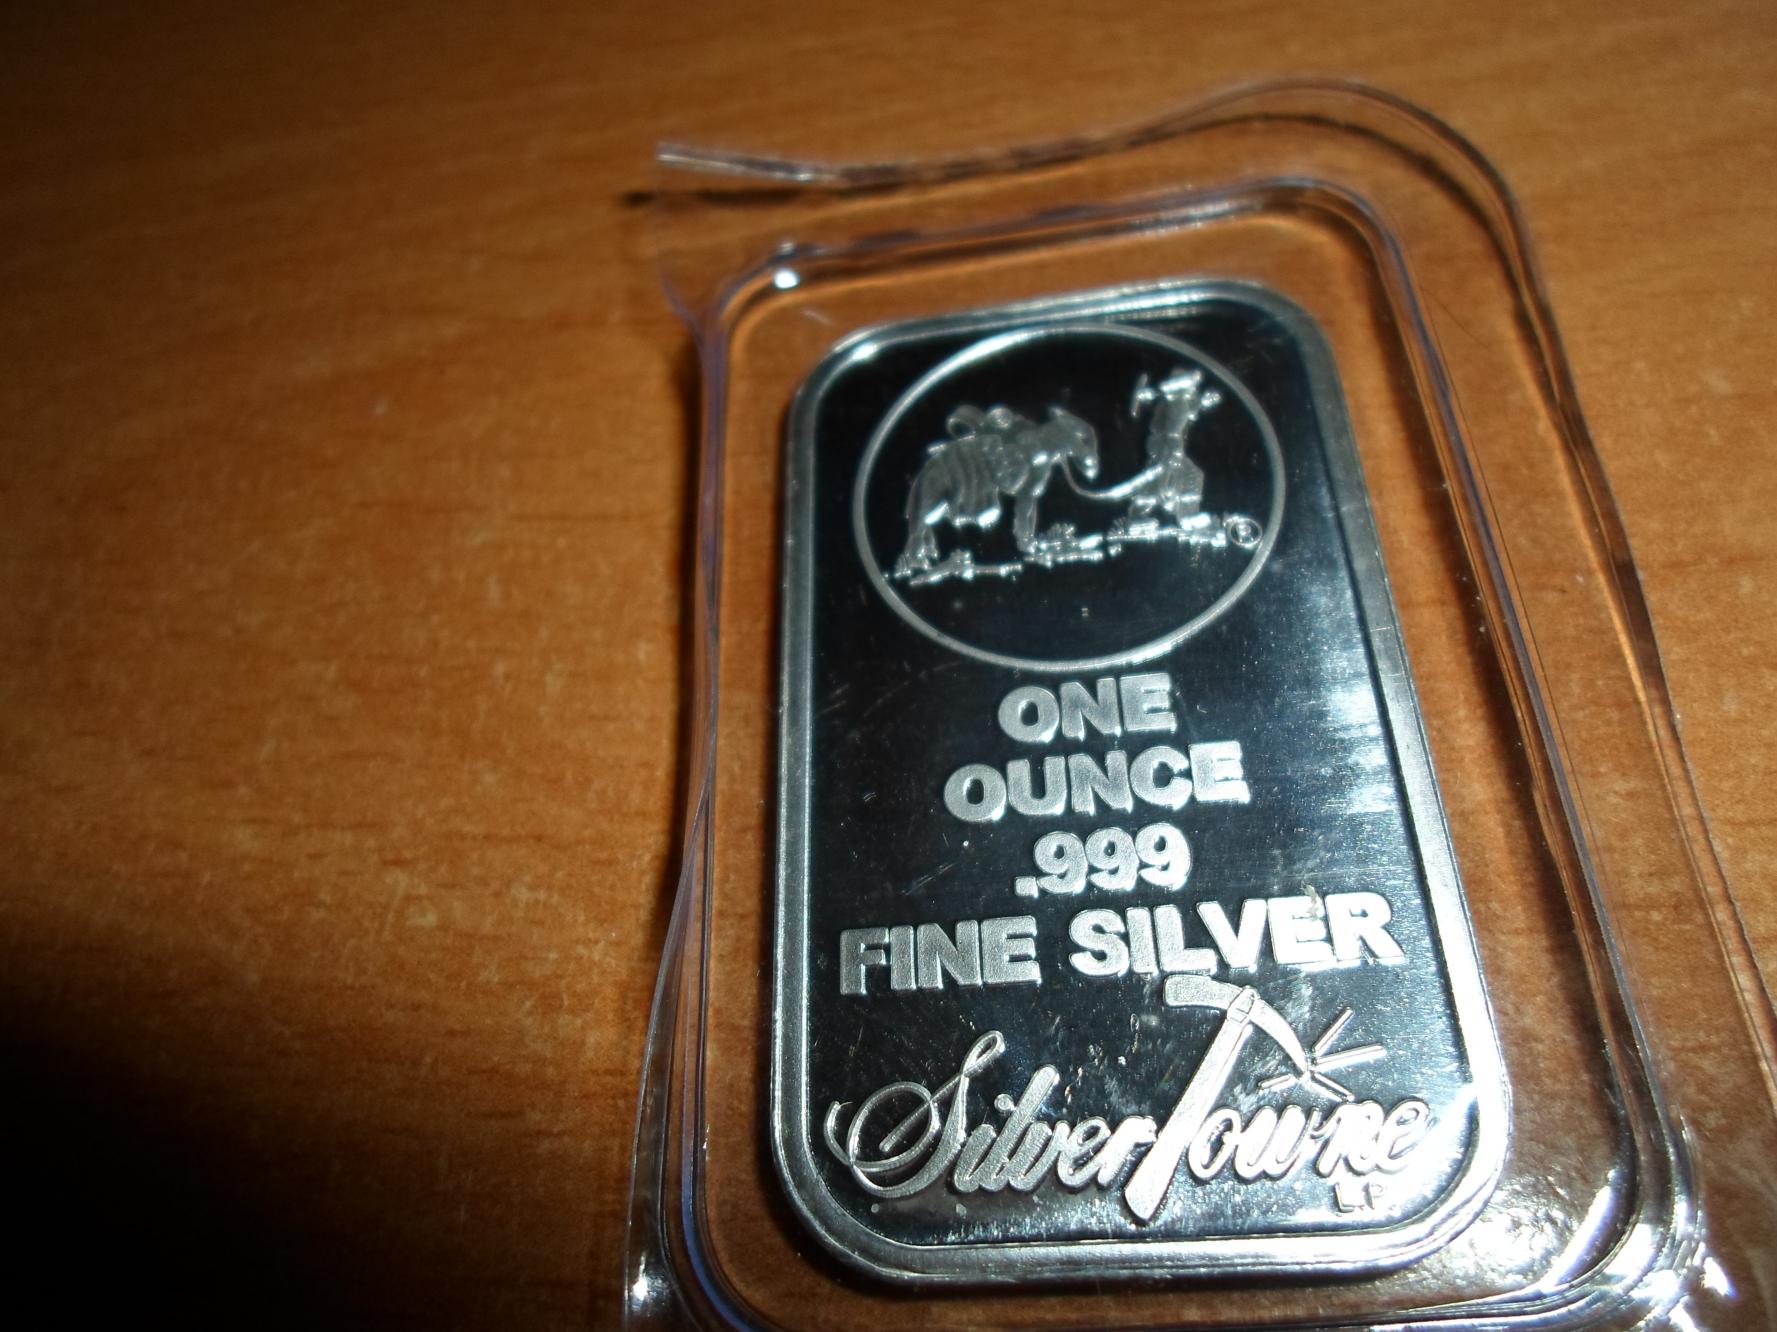 ®
ONE
OUNCE
.999
FINE SILVER
SilverTowne
L.P.